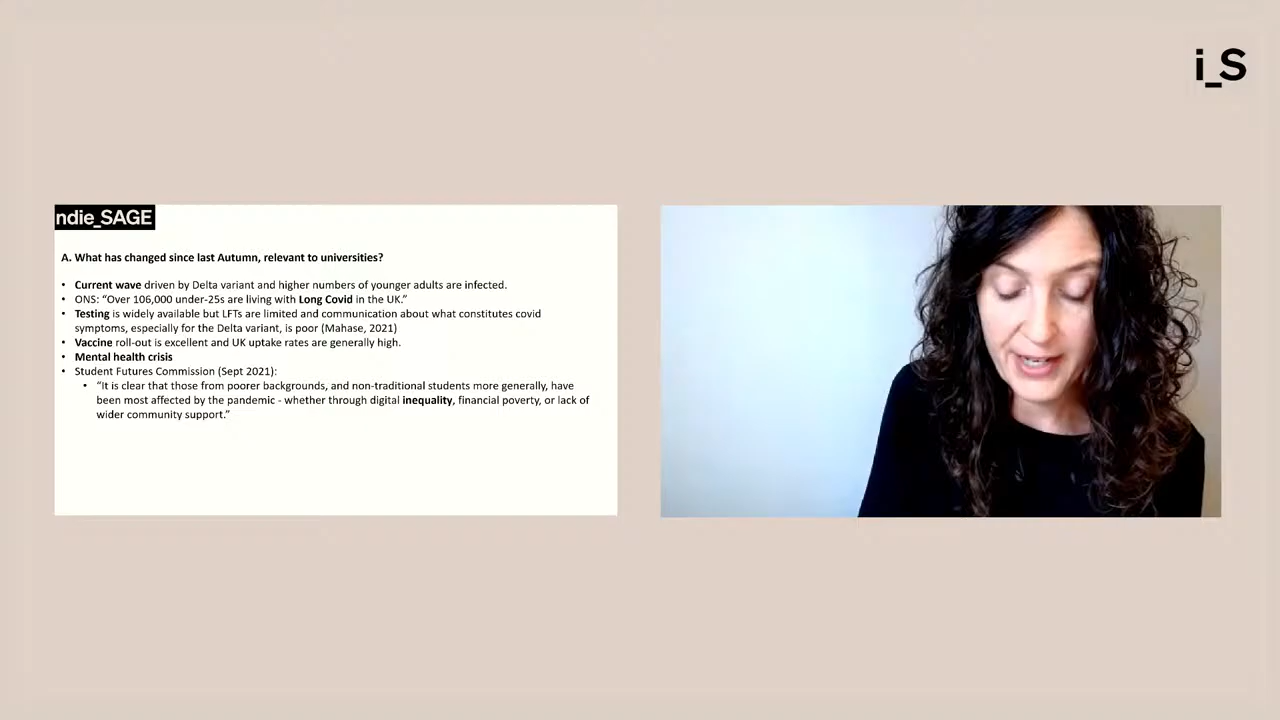 i_S
ndie_SAGE
A. What has changed since last Autumn, relevant to universities?
• Current wave driven by Delta variant and higher numbers of younger adults are infected.
• ONS: “Over 106,000 under-25s are living with Long Covid in the UK.”
• Testing is widely available but LFTs are limited and communication about what constitutes covid
symptoms, especially for the Delta variant, is poor (Mahase, 2021)
• Vaccine roll-out is excellent and UK uptake rates are generally high.
• Mental health crisis
• Student Futures Commission (Sept 2021):
• “It is clear that those from poorer backgrounds, and non-traditional students more generally, have
been most affected by the pandemic - whether through digital inequality, financial poverty, or lack of
wider community support.”